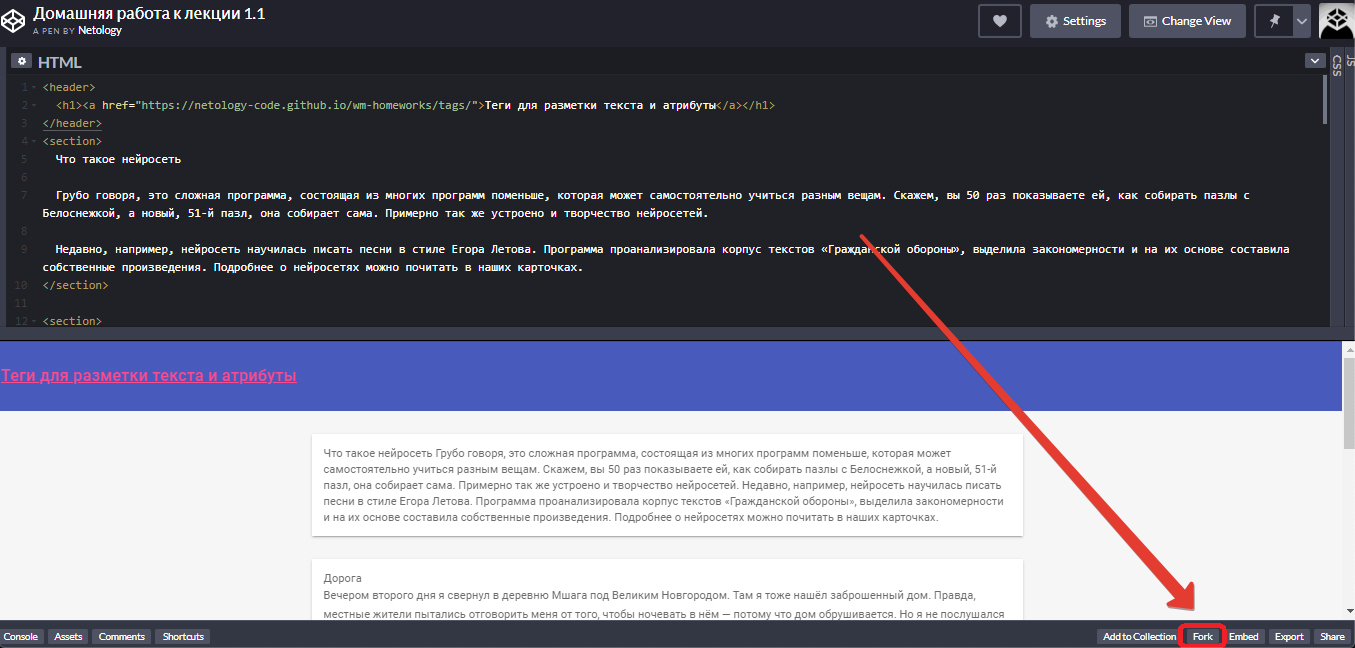 Домашняя работа к лекции 1.1
A PEN BY Netology
Settings
Change View
HTML
CSS
JS
1 <header>
2 <h1><a href="https://netology-code.github.io/wm-homeworks/tags/">Теги для разметки текста и атрибуты</a></h1>
3 </header>
4 <section>
5 Что такое нейросеть
6
7 Грубо говоря, это сложная программа, состоящая из многих программ поменьше, которая может самостоятельно учиться разным вещам. Скажем, вы 50 раз показываете ей, как собирать пазлы с
Белоснежкой, а новый, 51-й пазл, она собирает сама. Примерно так же устроено и творчество нейросетей.
8
9 Недавно, например, нейросеть научилась писать песни в стиле Егора Летова. Программа проанализировала корпус текстов «Гражданской обороны», выделила закономерности и на их основе составила
собственные произведения. Подробнее о нейросетях можно почитать в наших карточках.
10 </section>
11
12 <section>
Теги для разметки текста и атрибуты
Что такое нейросеть Грубо говоря, это сложная программа, состоящая из многих программ поменьше, которая может
самостоятельно учиться разным вещам. Скажем, вы 50 раз показываете ей, как собирать пазлы с Белоснежкой, а новый, 51-й
пазл, она собирает сама. Примерно так же устроено и творчество нейросетей. Недавно, например, нейросеть научилась писать
песни в стиле Егора Летова. Программа проанализировала корпус текстов «Гражданской обороны», выделила закономерности
и на их основе составила собственные произведения. Подробнее о нейросетях можно почитать в наших карточках.
Дорога
Вечером второго дня я свернул в деревню Мшага под Великим Новгородом. Там я тоже нашёл заброшенный дом. Правда,
местные жители пытались отговорить меня от того, чтобы ночевать в нём — потому что дом обрушивается. Но я не послушался
Console
Assets
Comments
Shortcuts
Add to Collection
Fork
Embed
Export
Share